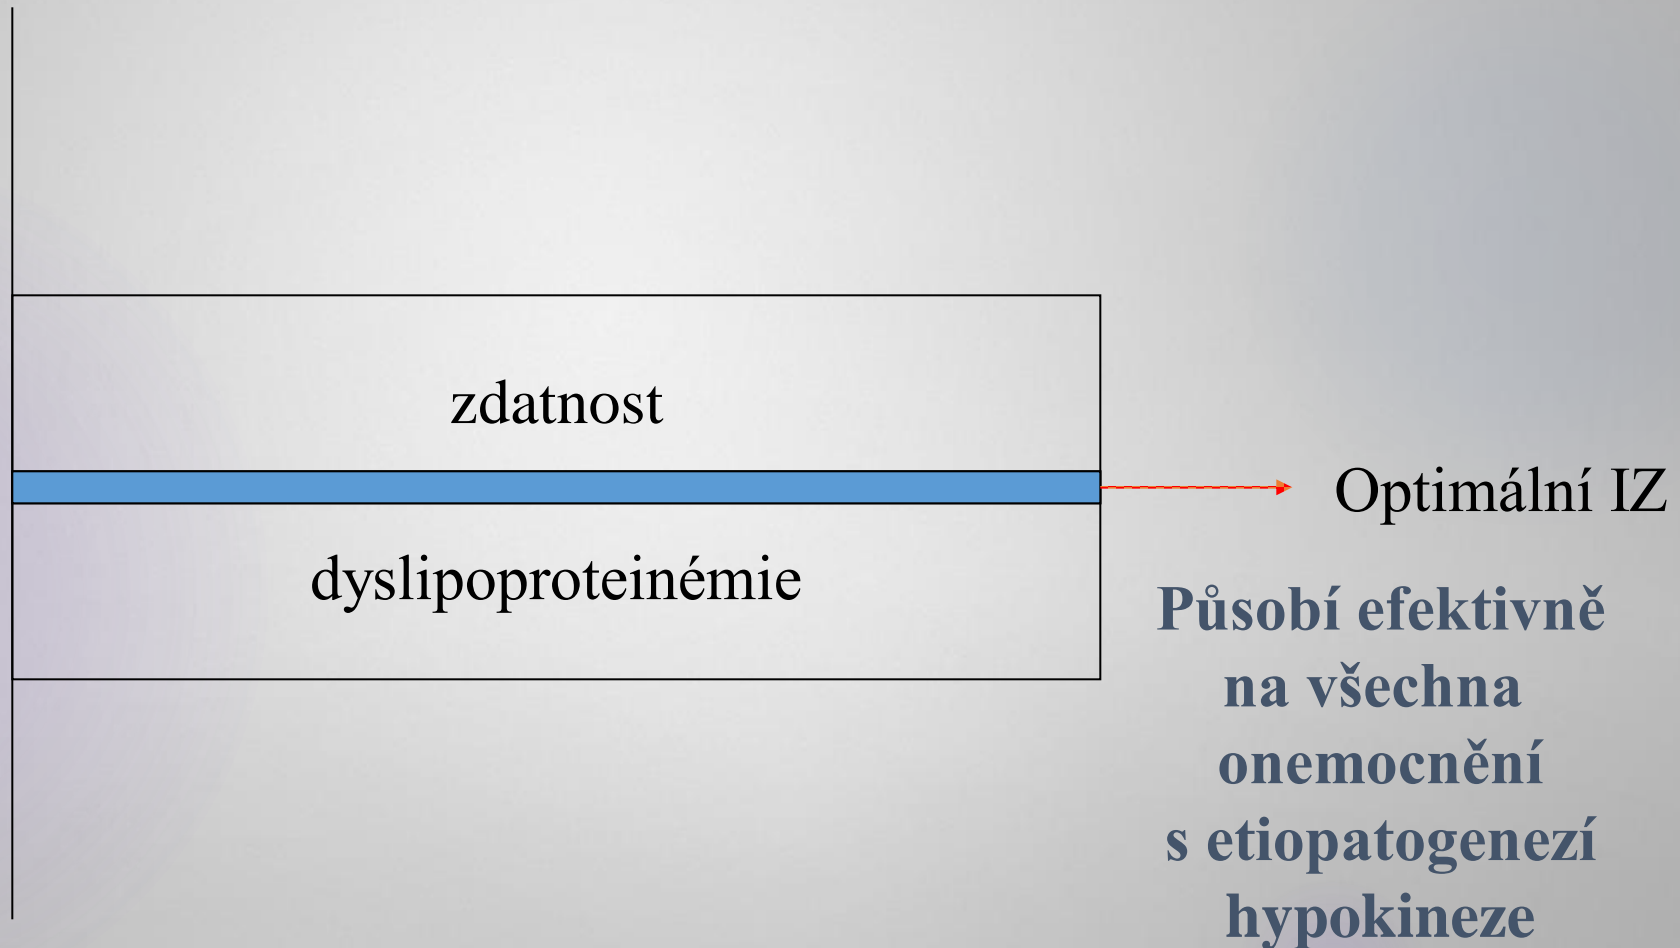 zdatnost
Optimální IZ
dyslipoproteinémie
Působí efektivně
na všechna
onemocnění
s etiopatogenezí
hypokineze